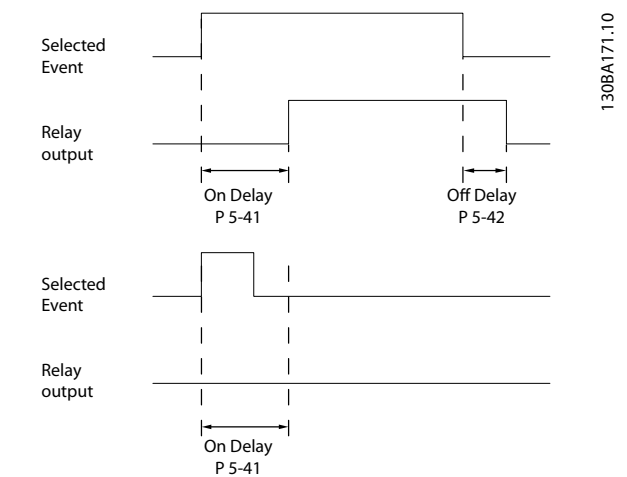 Selected
Event
130BA171.10
Relay
output
On Delay
P 5-41
Off Delay
P 5-42
Selected
Event
Relay
output
On Delay
P 5-41